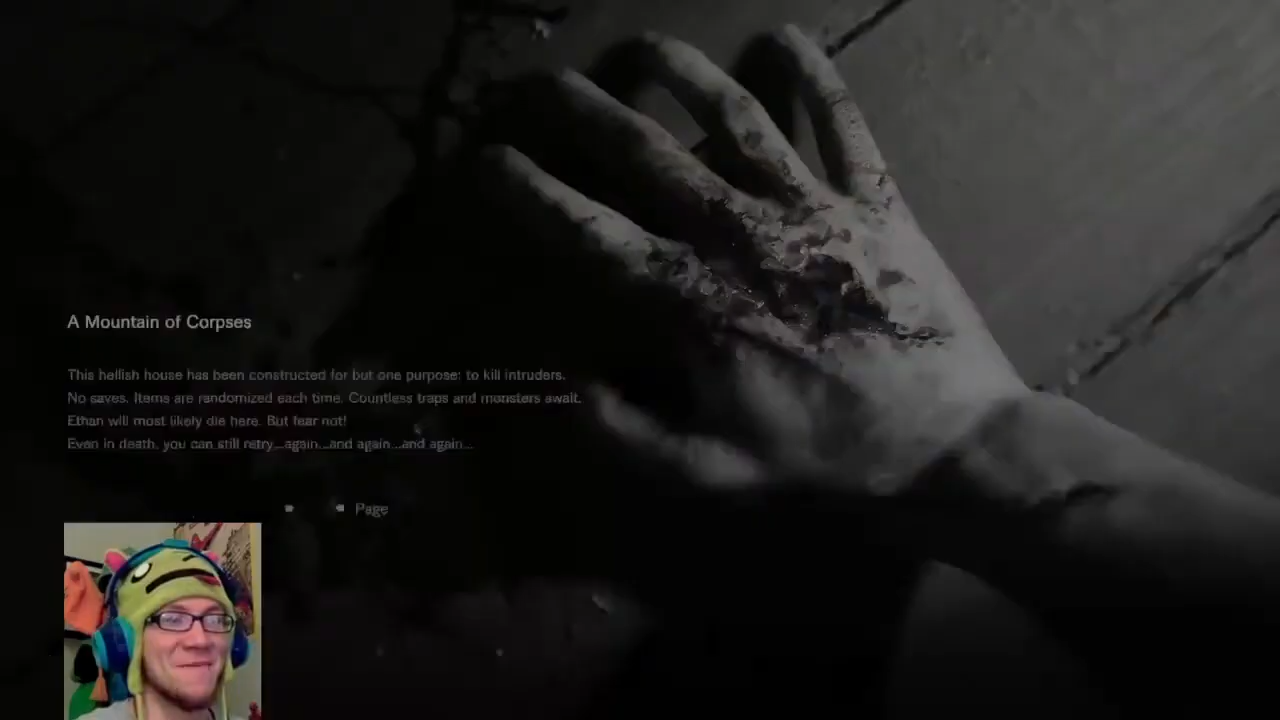 A Mountain of Corpses
This hellish house has been constructed for but one purpose: to kill intruders.
No saves. Items are randomized each time. Countless traps and monsters await.
Ethan will most likely die here. But fear not!
Even in death, you can still retry...again...and again...and again...
Page